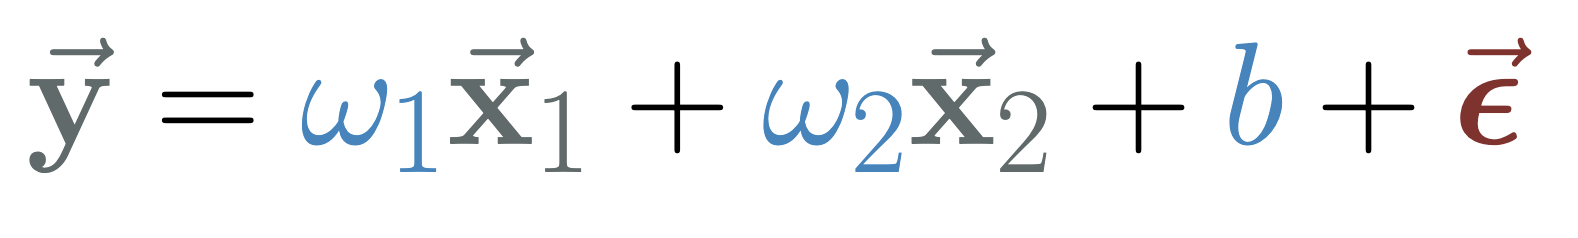 y⃗ = ω₁x⃗₁ + ω₂x⃗₂ + b + ϵ⃗